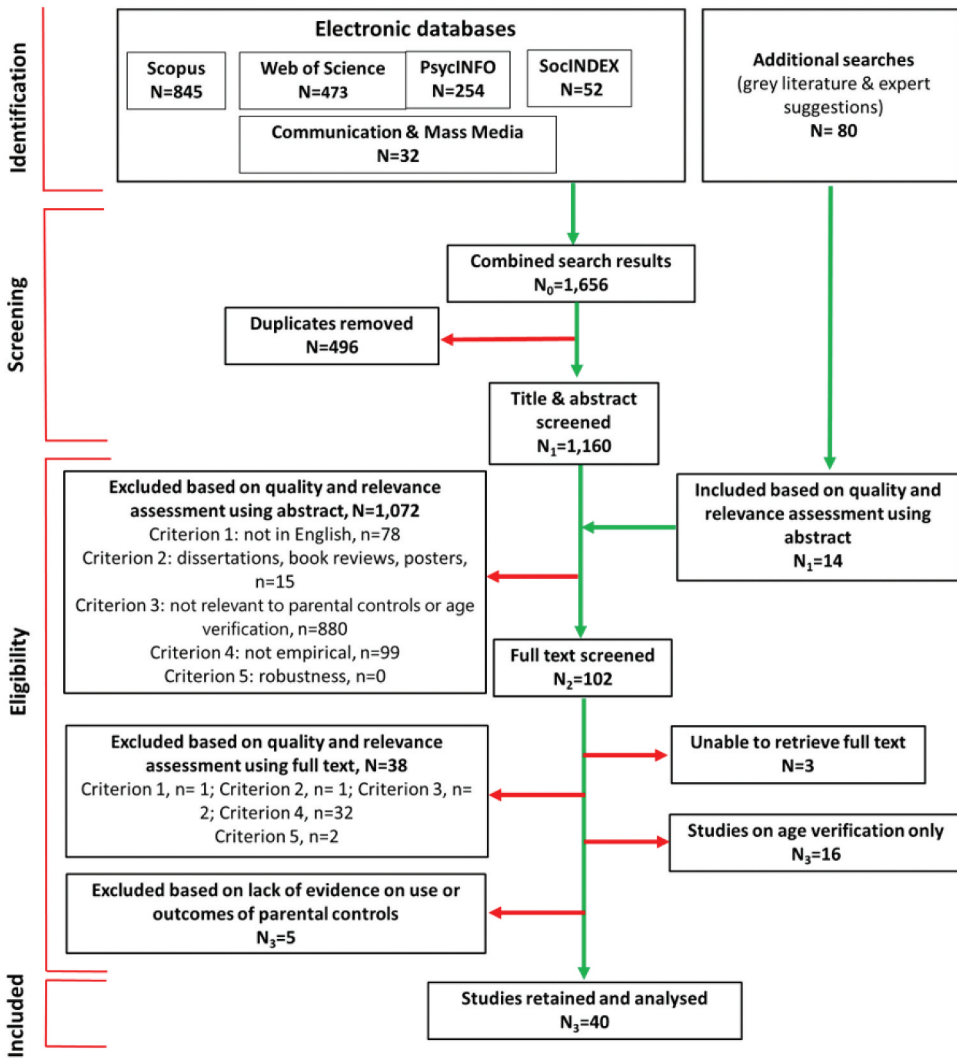 Identification
Electronic databases
Scopus
N=845
Web of Science
N=473
PsycINFO
N=254
SocINDEX
N=52
Communication & Mass Media
N=32
Additional searches
(grey literature & expert
suggestions)
N= 80
Screening
Combined search results
N₀=1,656
Duplicates removed
N=496
Title & abstract
screened
N₁=1,160
Eligibility
Excluded based on quality and relevance
assessment using abstract, N=1,072
Criterion 1: not in English, n=78
Criterion 2: dissertations, book reviews, posters,
n=15
Criterion 3: not relevant to parental controls or age
verification, n=880
Criterion 4: not empirical, n=99
Criterion 5: robustness, n=0
Included based on quality and
relevance assessment using
abstract
N₁=14
Full text screened
N₂=102
Excluded based on quality and relevance
assessment using full text, N=38
Criterion 1, n= 1; Criterion 2, n= 1; Criterion 3, n=
2; Criterion 4, n=32
Criterion 5, n=2
Unable to retrieve full text
N=3
Studies on age verification only
N₃=16
Excluded based on lack of evidence on use or
outcomes of parental controls
N₃=5
Included
Studies retained and analysed
N₃=40